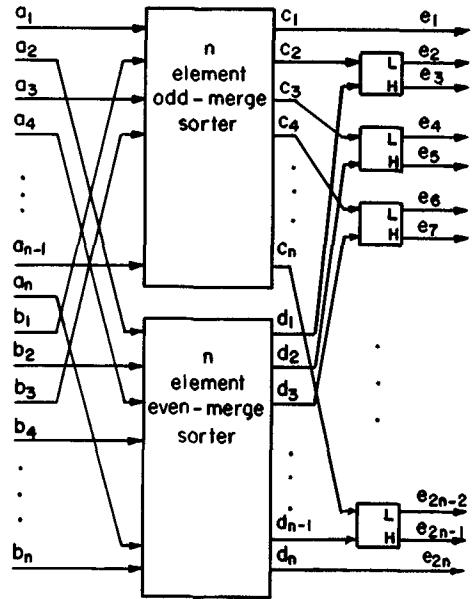 a1 c1 e1
a2 n c2 L e2
element H e3
a3 odd-merge c3 L e4
sorter
a4 c4 H e5
L e6
H e7
an-1 cn
an
b1 d1
b2 n d2
element d3
b3 even-merge
sorter
b4
dn-1 L e2n-2
H e2n-1
bn dn e2n